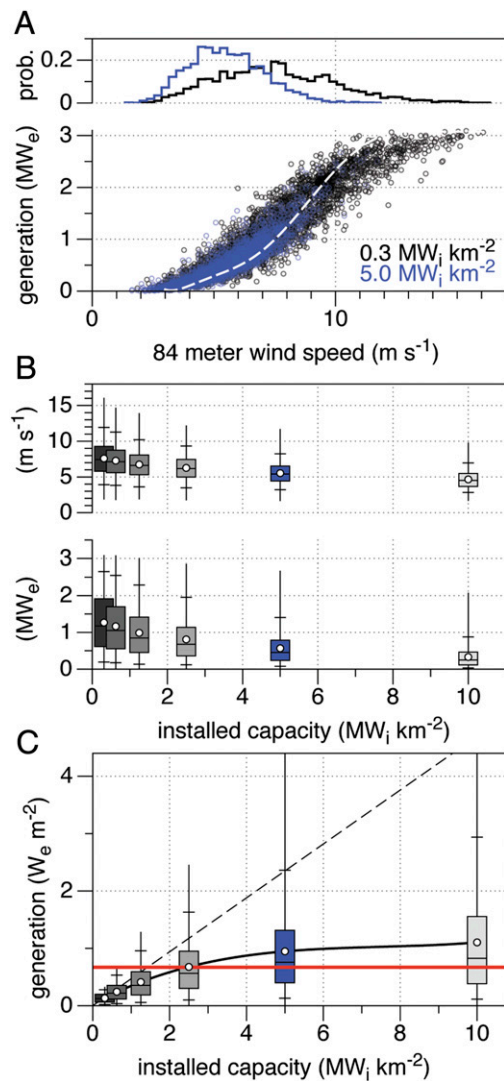 A
prob.
0.2
0
generation (MWₑ)
3
2
1
0
0.3 MWᵢ km⁻²
5.0 MWᵢ km⁻²
0 10
84 meter wind speed (m s⁻¹)
B
(m s⁻¹)
15
10
5
0
(MWₑ)
3
2
1
0
0 2 4 6 8 10
installed capacity (MWᵢ km⁻²)
C
generation (Wₑ m⁻²)
4
2
0
0 2 4 6 8 10
installed capacity (MWᵢ km⁻²)